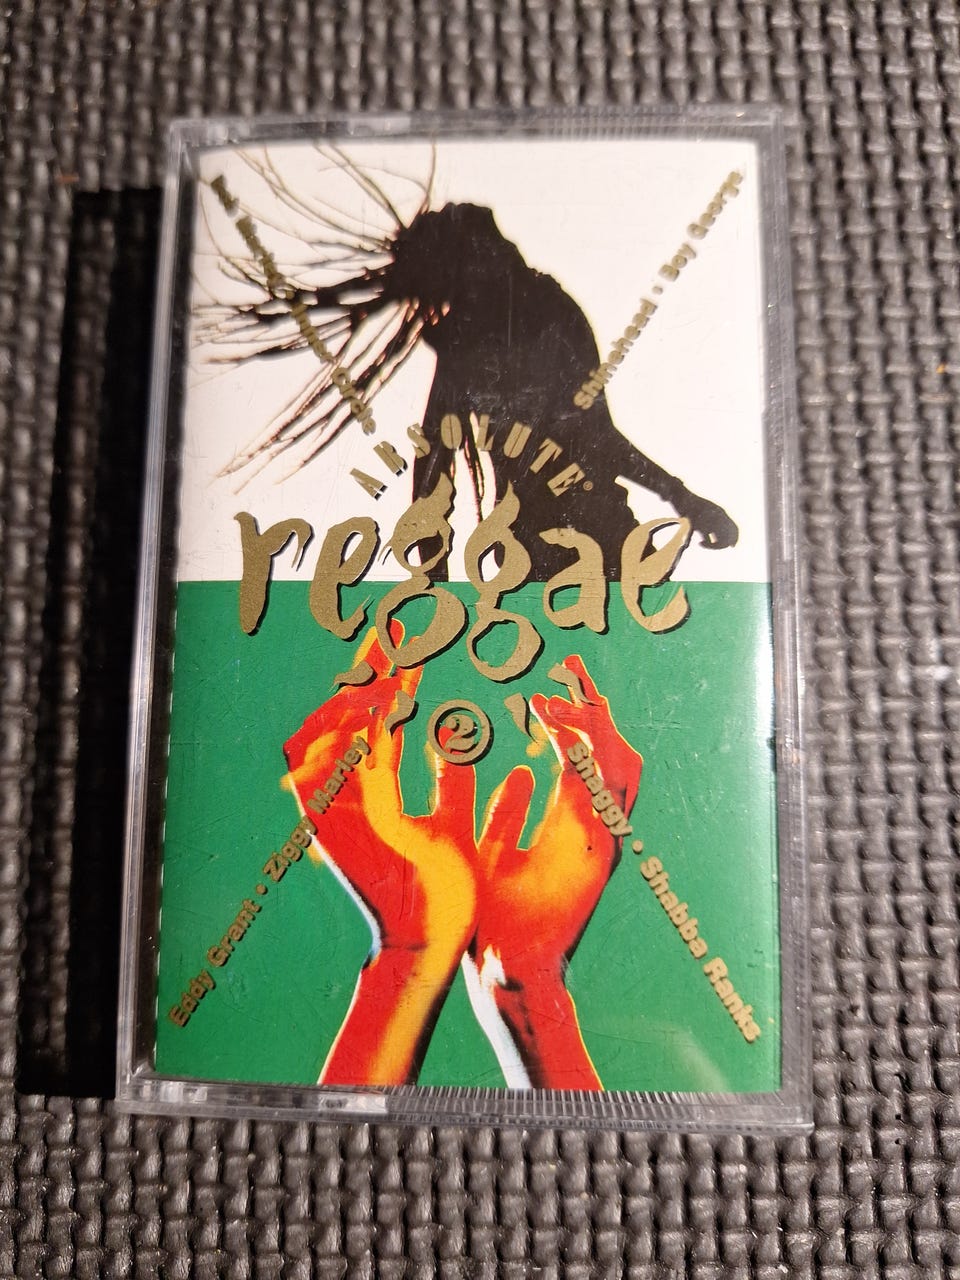 Shinehead • Boy George
ABSOLUTE®
reggae
2
Eddy Grant • Ziggy Marley
Shaggy • Shabba Ranks